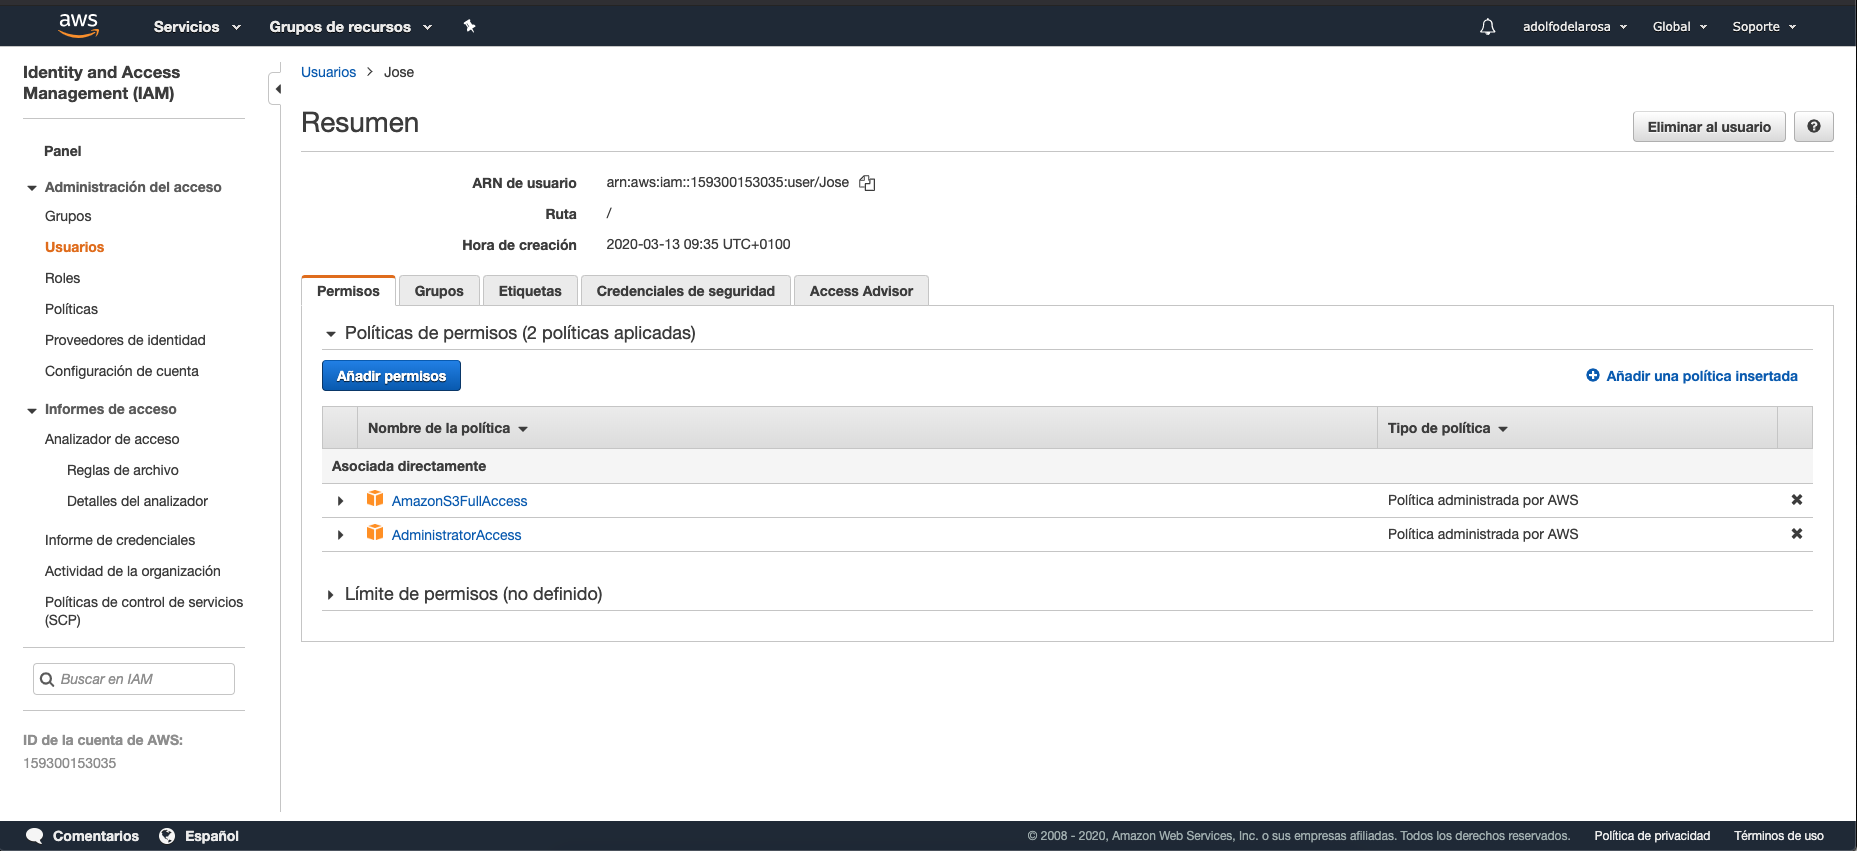 aws Servicios Grupos de recursos adolfodelarosa Global Soporte
Identity and Access
Management (IAM)
Panel
Administración del acceso
Grupos
Usuarios
Roles
Políticas
Proveedores de identidad
Configuración de cuenta
Informes de acceso
Analizador de acceso
Reglas de archivo
Detalles del analizador
Informe de credenciales
Actividad de la organización
Políticas de control de servicios
(SCP)
Buscar en IAM
ID de la cuenta de AWS:
159300153035
Usuarios > Jose
Resumen
Eliminar al usuario ?
ARN de usuario arn:aws:iam::159300153035:user/Jose
Ruta /
Hora de creación 2020-03-13 09:35 UTC+0100
Permisos Grupos Etiquetas Credenciales de seguridad Access Advisor
Políticas de permisos (2 políticas aplicadas)
Añadir permisos Añadir una política insertada
Nombre de la política Tipo de política
Asociada directamente
AmazonS3FullAccess Política administrada por AWS
AdministratorAccess Política administrada por AWS
Límite de permisos (no definido)
Comentarios Español © 2008 - 2020, Amazon Web Services, Inc. o sus empresas afiliadas. Todos los derechos reservados. Política de privacidad Términos de uso